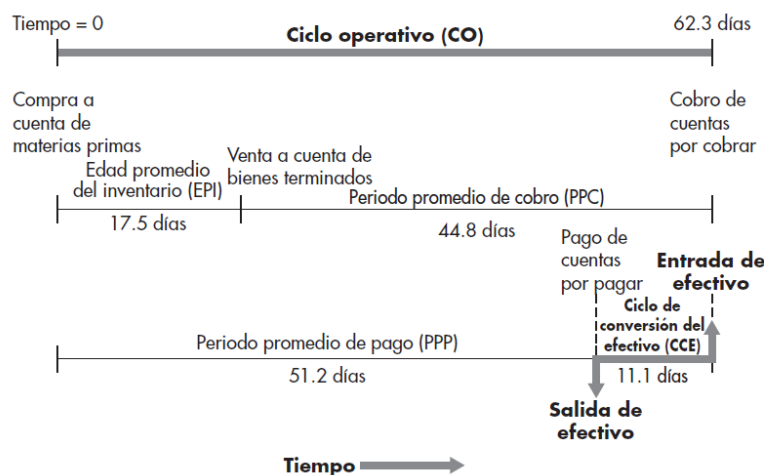 Tiempo = 0
Ciclo operativo (CO)
62.3 días
Compra a
cuenta de
materias primas
Cobro de
cuentas
por cobrar
Edad promedio
del inventario (EPI)
Venta a cuenta de
bienes terminados
Periodo promedio de cobro (PPC)
17.5 días
44.8 días
Pago de
cuentas
por pagar
Entrada de
efectivo
Ciclo de
conversión del
efectivo (CCE)
Periodo promedio de pago (PPP)
51.2 días
11.1 días
Salida de
efectivo
Tiempo